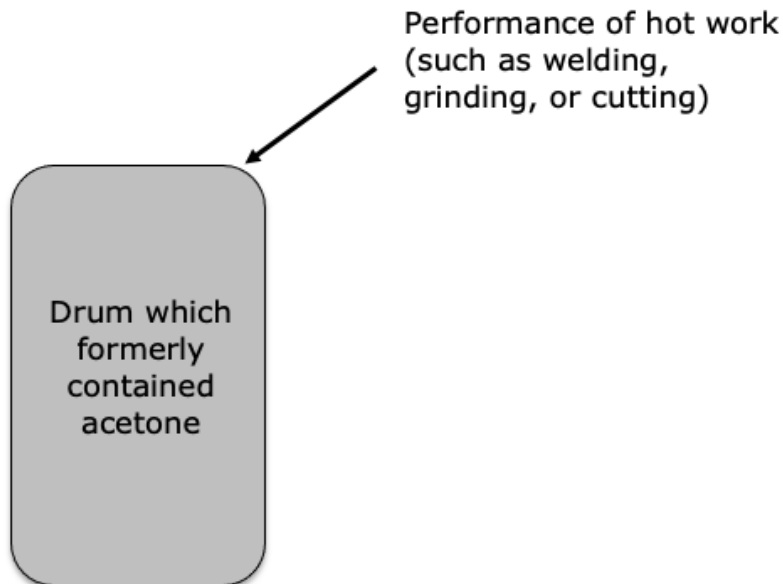 Performance of hot work
(such as welding,
grinding, or cutting)
Drum which
formerly
contained
acetone